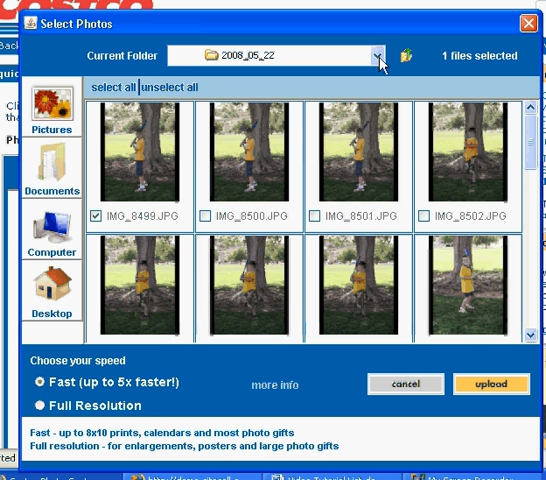 COSTCO
Select Photos
Back
Current Folder
2008_05_22
1 files selected
quic
select all unselect all
Pictures
Documents
Computer
Desktop
IMG_8499.JPG
IMG_8500.JPG
IMG_8501.JPG
IMG_8502.JPG
Choose your speed
Fast (up to 5x faster!)
more info
cancel
upload
Full Resolution
Fast - up to 8x10 prints, calendars and most photo gifts
Full resolution - for enlargements, posters and large photo gifts